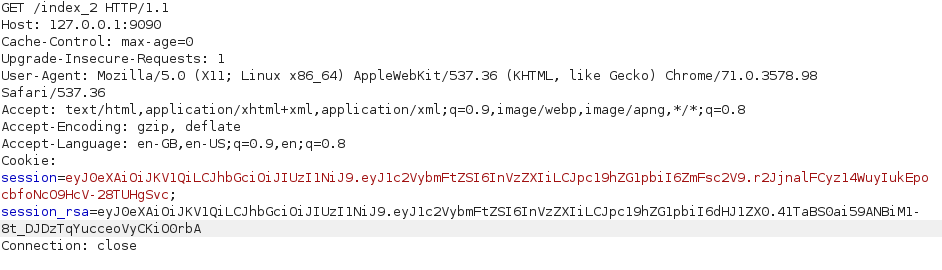 GET /index_2 HTTP/1.1
Host: 127.0.0.1:9090
Cache-Control: max-age=0
Upgrade-Insecure-Requests: 1
User-Agent: Mozilla/5.0 (X11; Linux x86_64) AppleWebKit/537.36 (KHTML, like Gecko) Chrome/71.0.3578.98
Safari/537.36
Accept: text/html,application/xhtml+xml,application/xml;q=0.9,image/webp,image/apng,*/*;q=0.8
Accept-Encoding: gzip, deflate
Accept-Language: en-GB,en-US;q=0.9,en;q=0.8
Cookie:
session=eyJ0eXAiOiJKV1QiLCJhbGciOiJIUzI1NiJ9.eyJ1c2VybmFtZSI6InVzZXIiLCJpc19hZG1pbiI6ZmFsc2V9.r2JjnalFCyz14WuyIukEpo
cbfoNcO9HcV-28TUHgSvc;
session_rsa=eyJ0eXAiOiJKV1QiLCJhbGciOiJIUzI1NiJ9.eyJ1c2VybmFtZSI6InVzZXIiLCJpc19hZG1pbiI6dHJ1ZX0.41TaBS0ai59ANBiM1-
8t_DJDzTqYucceoVyCKiOOrbA
Connection: close